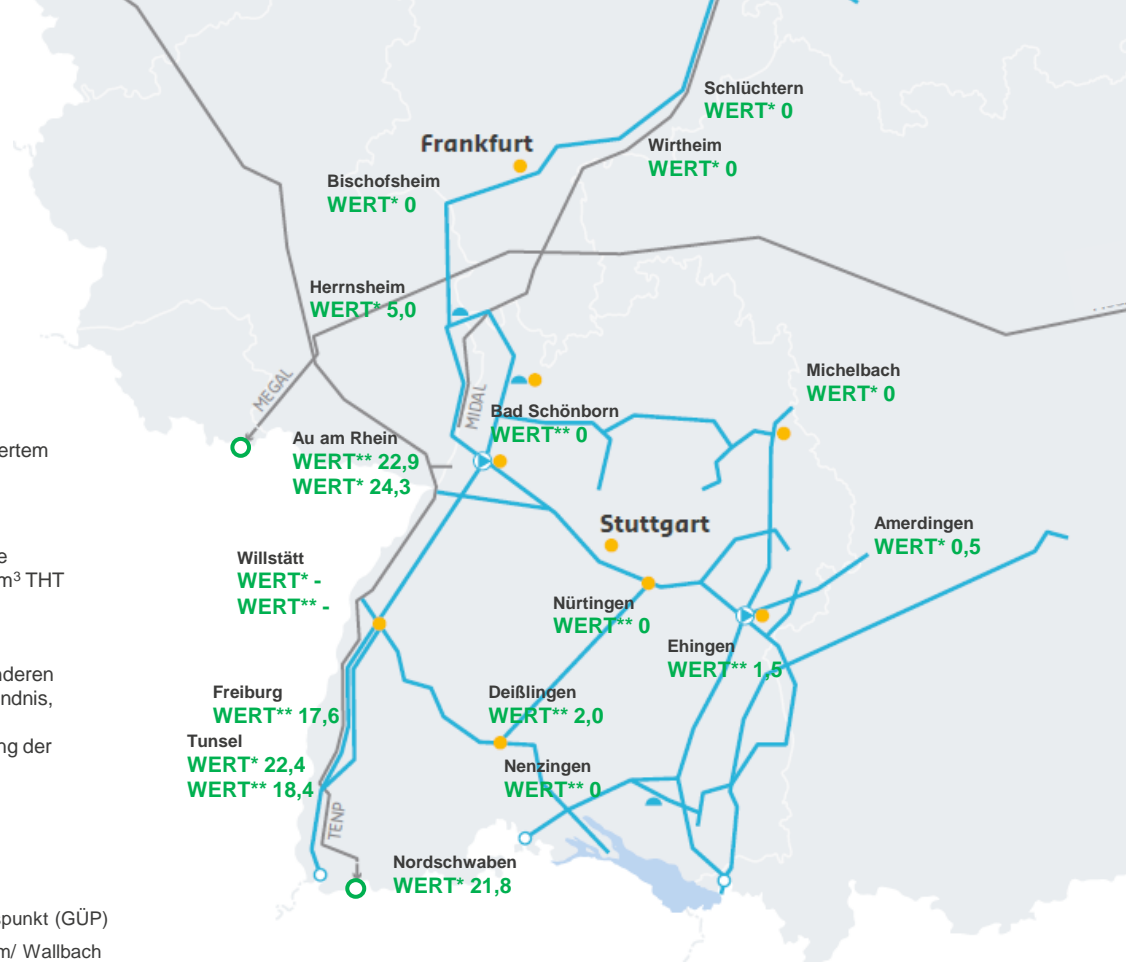 Schlüchtern
WERT* 0
Frankfurt
Wirtheim
WERT* 0
Bischofsheim
WERT* 0
Herrnsheim
WERT* 5,0
MEGAL
MIDAL
Michelbach
WERT* 0
Bad Schönborn
WERT** 0
Au am Rhein
WERT** 22,9
WERT* 24,3
ertem
Stuttgart
Amerdingen
WERT* 0,5
e
m³ THT
Willstätt
WERT* -
WERT** -
Nürtingen
WERT** 0
Ehingen
WERT** 1,5
nderen
ndnis,
Freiburg
WERT** 17,6
Deißlingen
WERT** 2,0
ng der
Tunsel
WERT* 22,4
WERT** 18,4
Nenzingen
WERT** 0
TENP
Nordschwaben
WERT* 21,8
punkt (GÜP)
m/ Wallbach